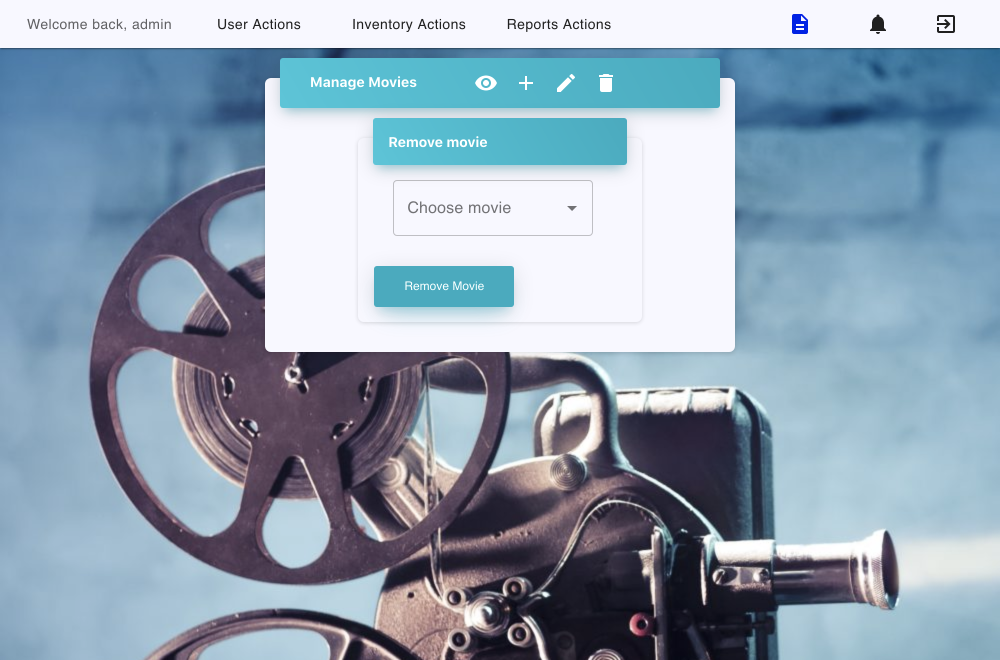 Welcome back, admin
User Actions
Inventory Actions
Reports Actions
Manage Movies
Remove movie
Choose movie
Remove Movie